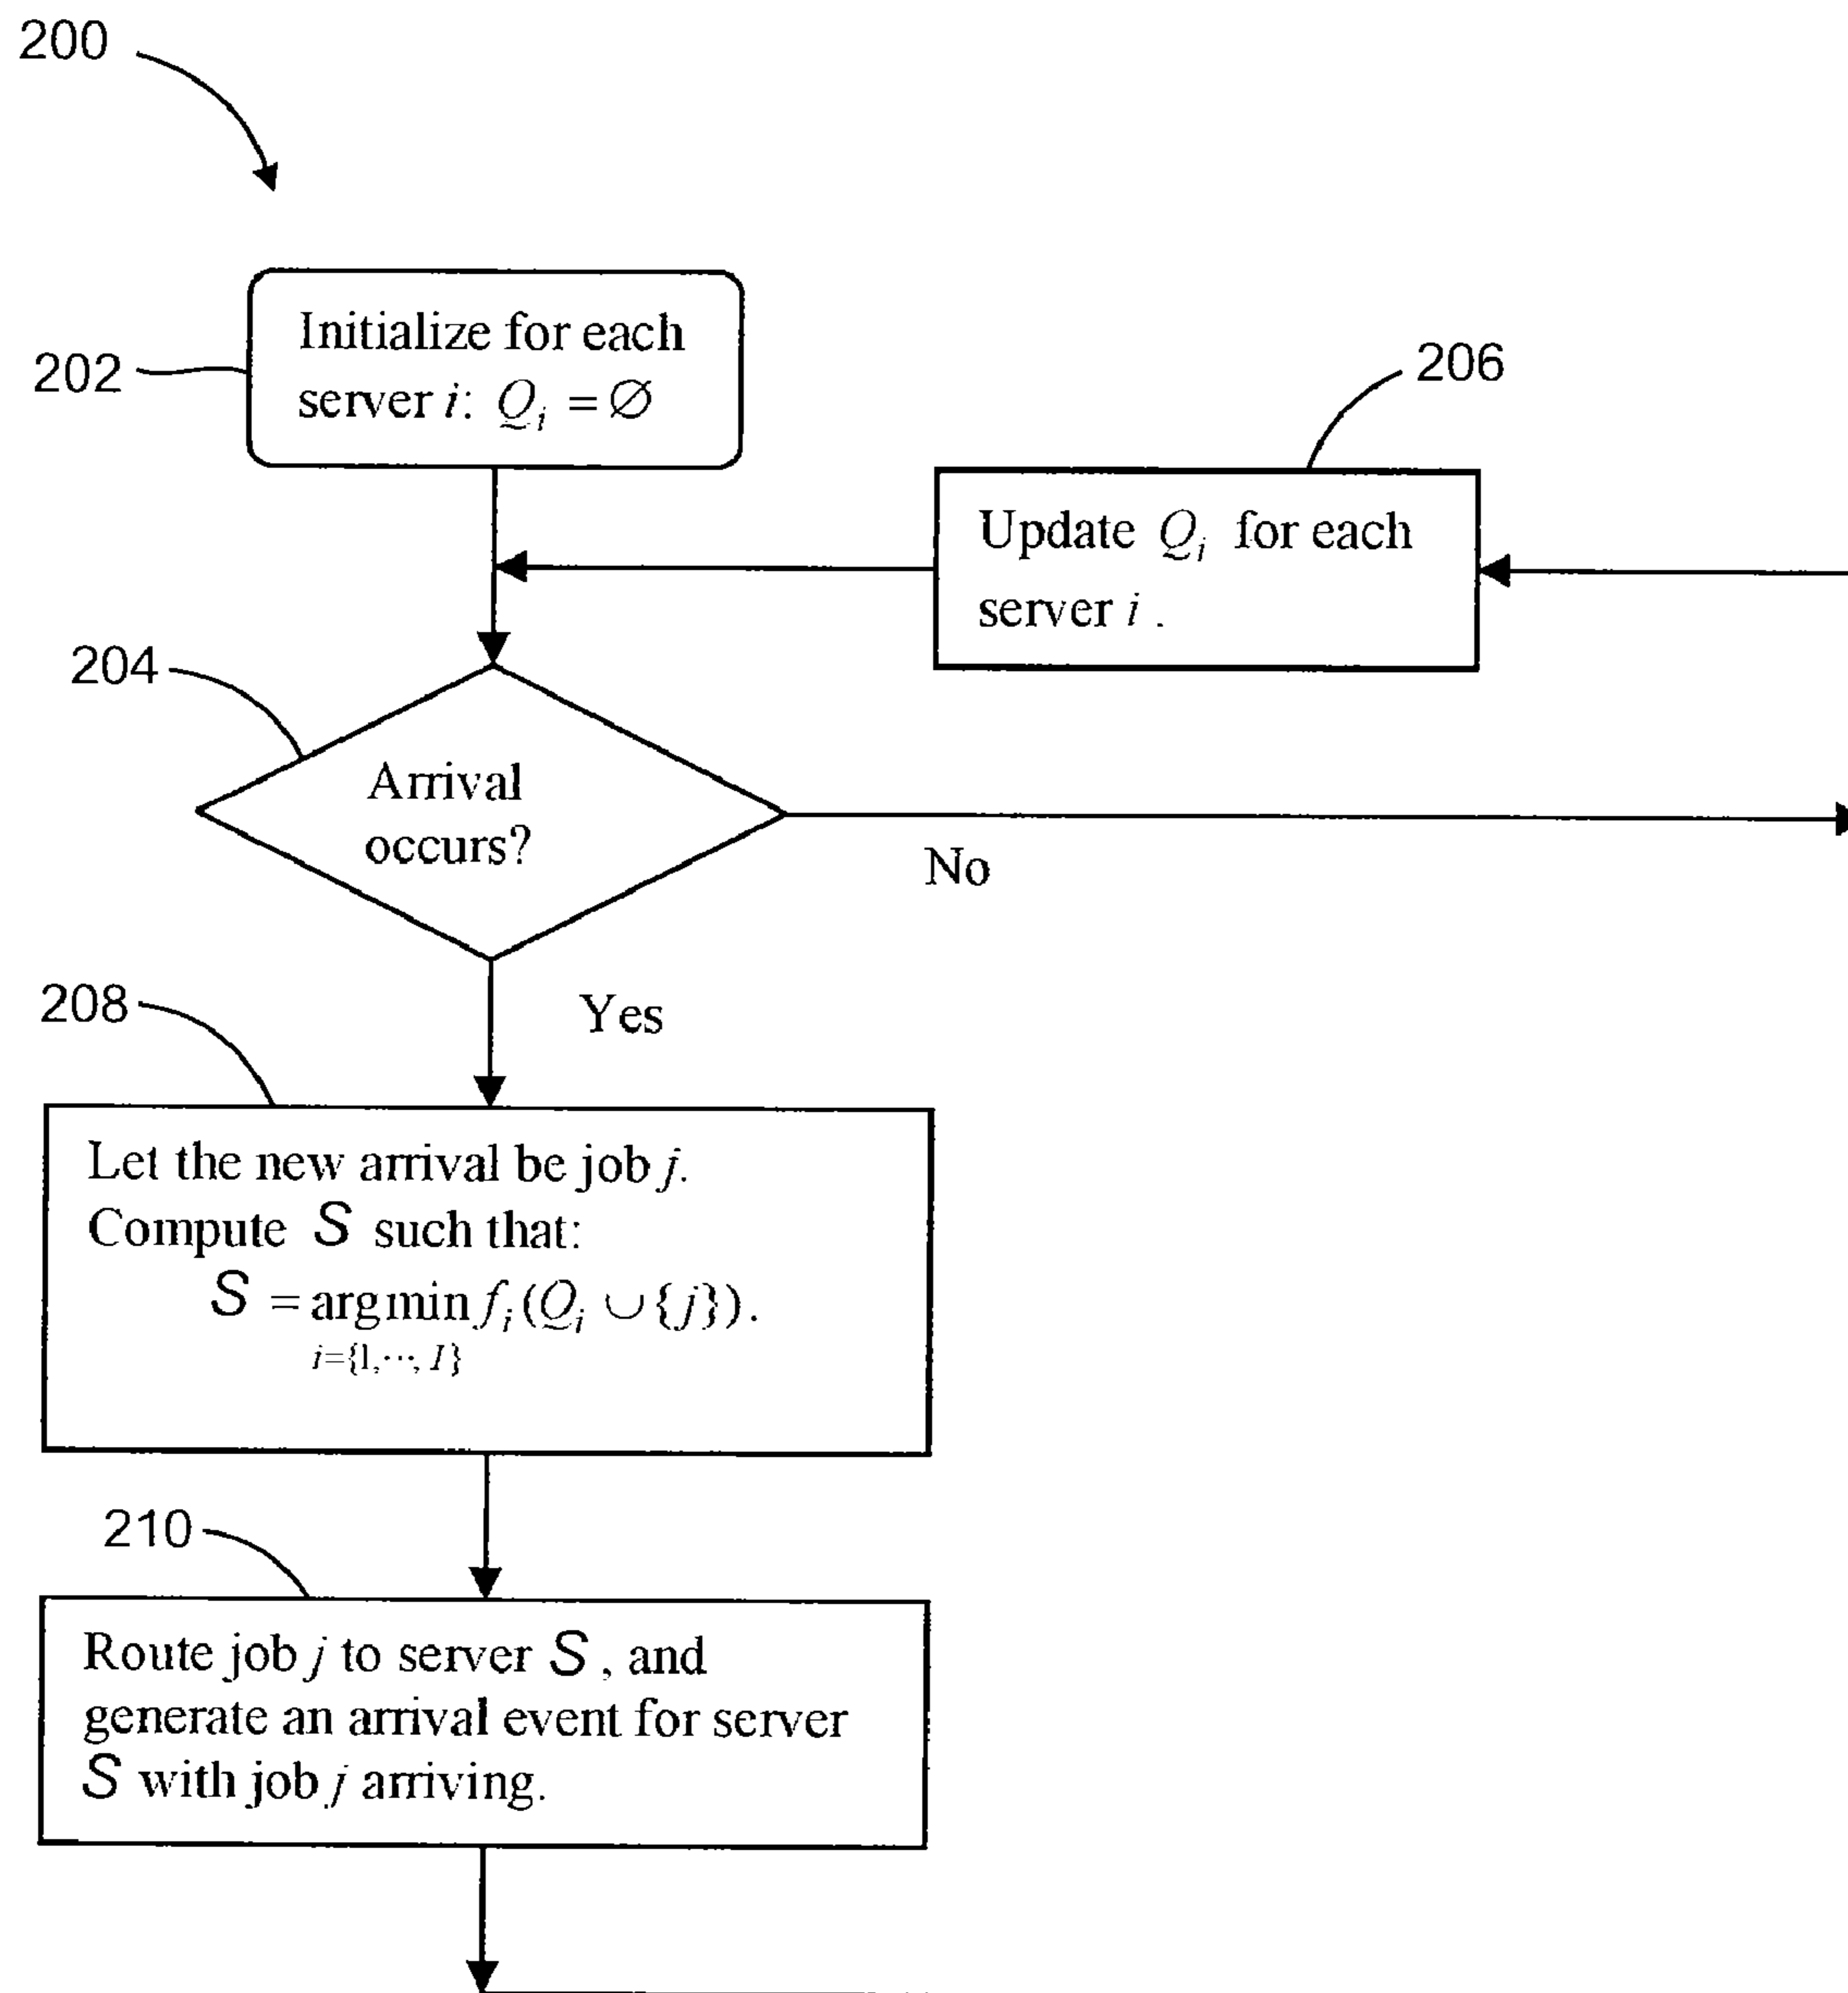 200
202
Initialize for each
server i: Q_i = ∅
206
Update Q_i for each
server i .
204
Arrival
occurs?
No
Yes
208
Let the new arrival be job j.
Compute S such that:
S = arg min f_i(Q_i ∪ {j}).
i={1,⋯, I}
210
Route job j to server S , and
generate an arrival event for server
S with job j arriving.